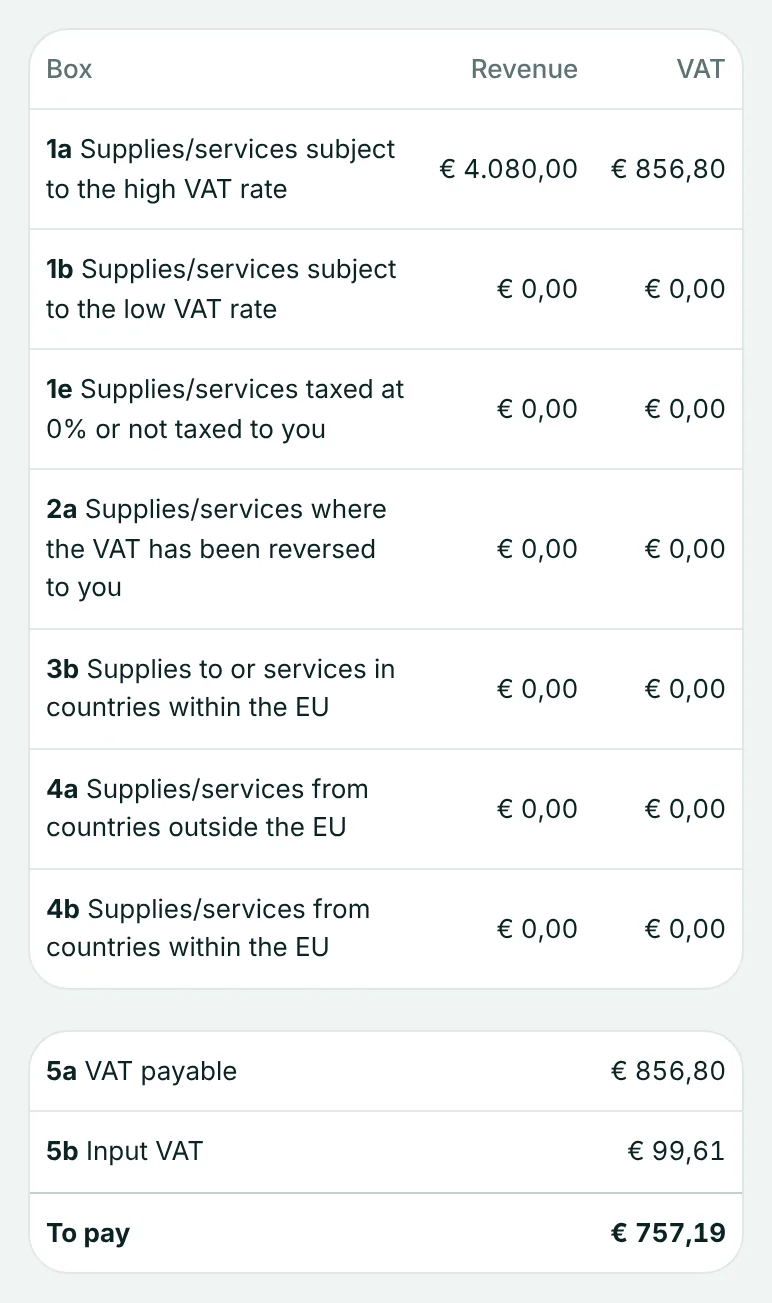 Box Revenue VAT
1a Supplies/services subject
to the high VAT rate
€ 4.080,00 € 856,80
1b Supplies/services subject
to the low VAT rate
€ 0,00 € 0,00
1e Supplies/services taxed at
0% or not taxed to you
€ 0,00 € 0,00
2a Supplies/services where
the VAT has been reversed
to you
€ 0,00 € 0,00
3b Supplies to or services in
countries within the EU
€ 0,00 € 0,00
4a Supplies/services from
countries outside the EU
€ 0,00 € 0,00
4b Supplies/services from
countries within the EU
€ 0,00 € 0,00
5a VAT payable € 856,80
5b Input VAT € 99,61
To pay € 757,19